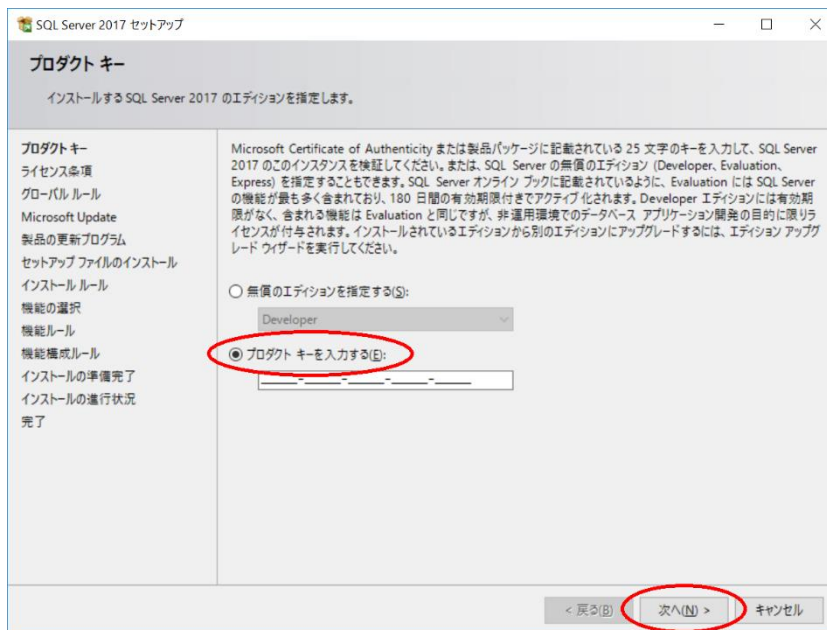 SQL Server 2017 セットアップ
プロダクト キー
インストールする SQL Server 2017 のエディションを指定します。
プロダクト キー
ライセンス条項
グローバル ルール
Microsoft Update
製品の更新プログラム
セットアップ ファイルのインストール
インストール ルール
機能の選択
機能ルール
機能構成ルール
インストールの準備完了
インストールの進行状況
完了
Microsoft Certificate of Authenticity または製品パッケージに記載されている 25 文字のキーを入力して、SQL Server
2017 のこのインスタンスを検証してください。または、SQL Server の無償のエディション (Developer、Evaluation、
Express) を指定することもできます。SQL Server オンライン ブックに記載されているように、Evaluation には SQL Server
の機能が最も多く含まれており、180 日間の有効期限付きでアクティブ化されます。Developer エディションには有効期
限がなく、含まれる機能は Evaluation と同じですが、非運用環境でのデータベース アプリケーション開発の目的に限りラ
イセンスが付与されます。インストールされているエディションから別のエディションにアップグレードするには、エディション アップグ
レード ウィザードを実行してください。
無償のエディションを指定する(S):
Developer
プロダクト キーを入力する(E):
_____-_____-_____-_____-_____
< 戻る(B)
次へ(N) >
キャンセル